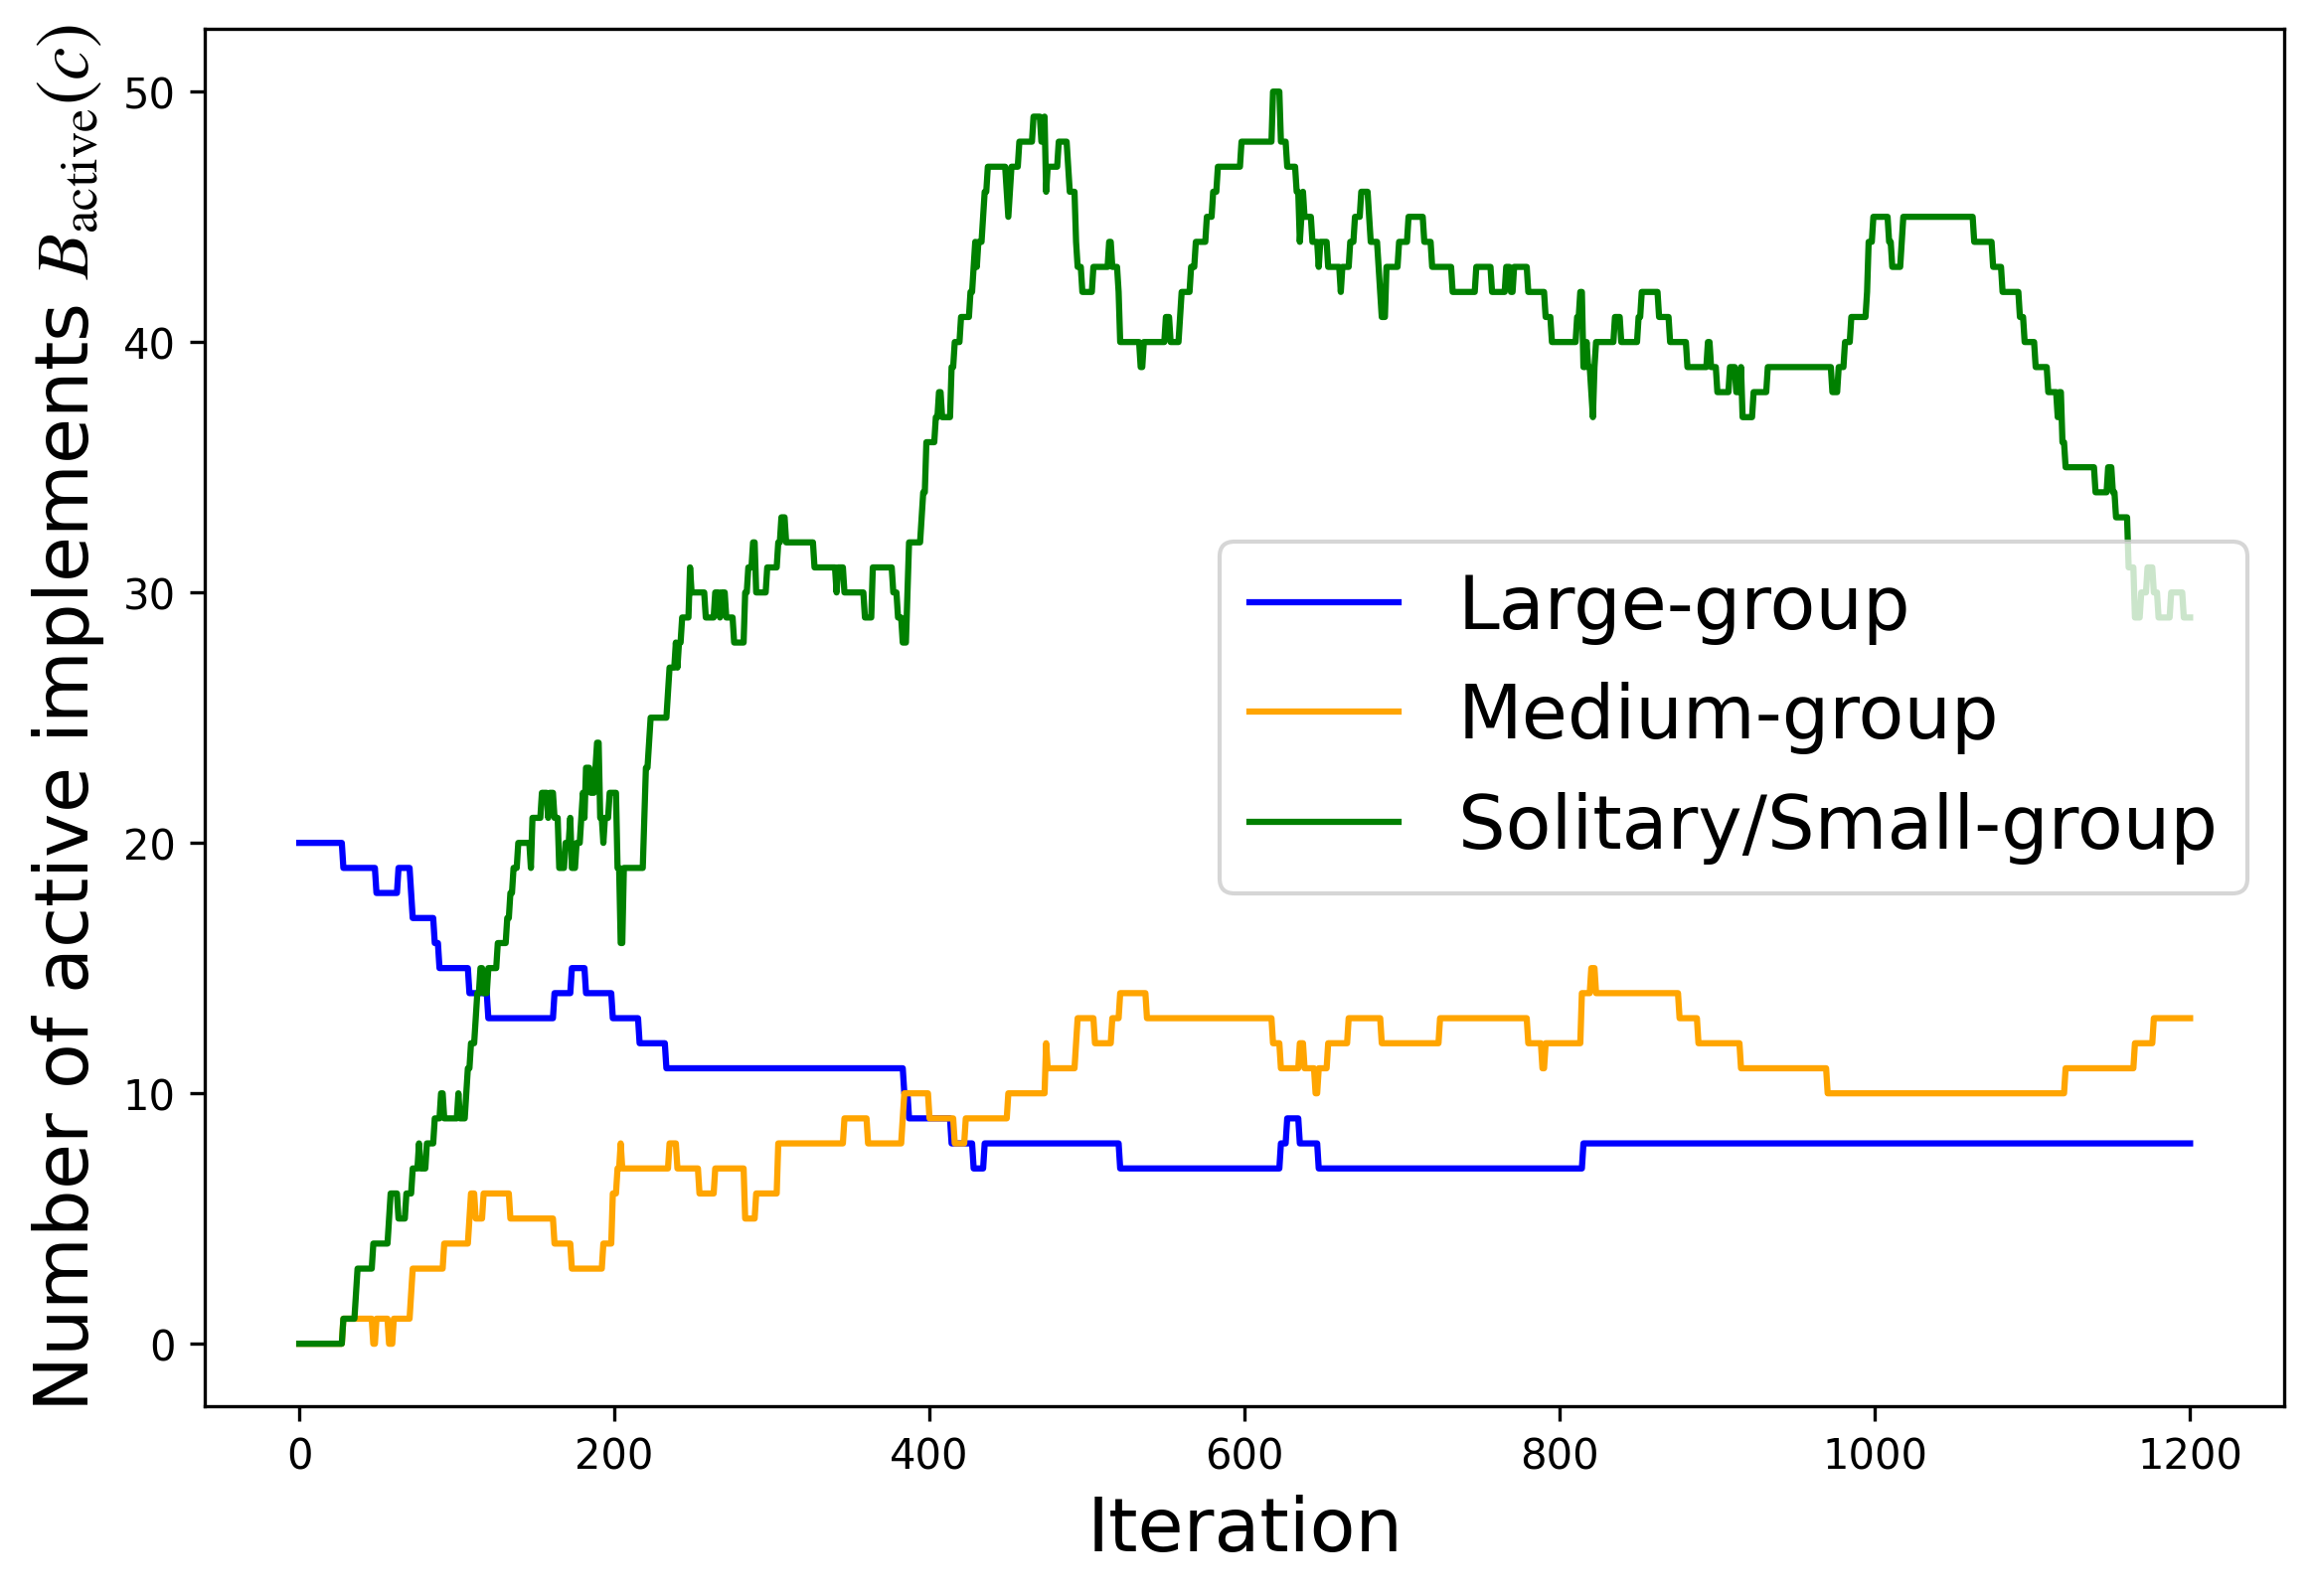 Number of active implements B_active(c)
50
40
30
20
10
0
Large-group
Medium-group
Solitary/Small-group
0 200 400 600 800 1000 1200
Iteration